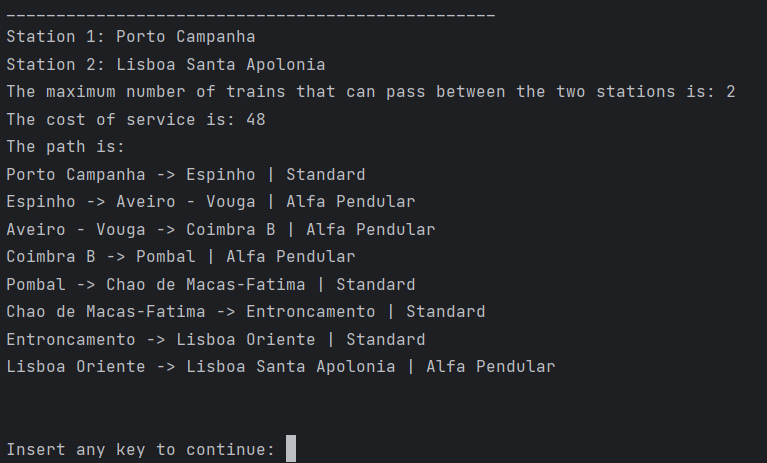 _________________________________________________
Station 1: Porto Campanha
Station 2: Lisboa Santa Apolonia
The maximum number of trains that can pass between the two stations is: 2
The cost of service is: 48
The path is:
Porto Campanha -> Espinho | Standard
Espinho -> Aveiro - Vouga | Alfa Pendular
Aveiro - Vouga -> Coimbra B | Alfa Pendular
Coimbra B -> Pombal | Alfa Pendular
Pombal -> Chao de Macas-Fatima | Standard
Chao de Macas-Fatima -> Entroncamento | Standard
Entroncamento -> Lisboa Oriente | Standard
Lisboa Oriente -> Lisboa Santa Apolonia | Alfa Pendular
Insert any key to continue: